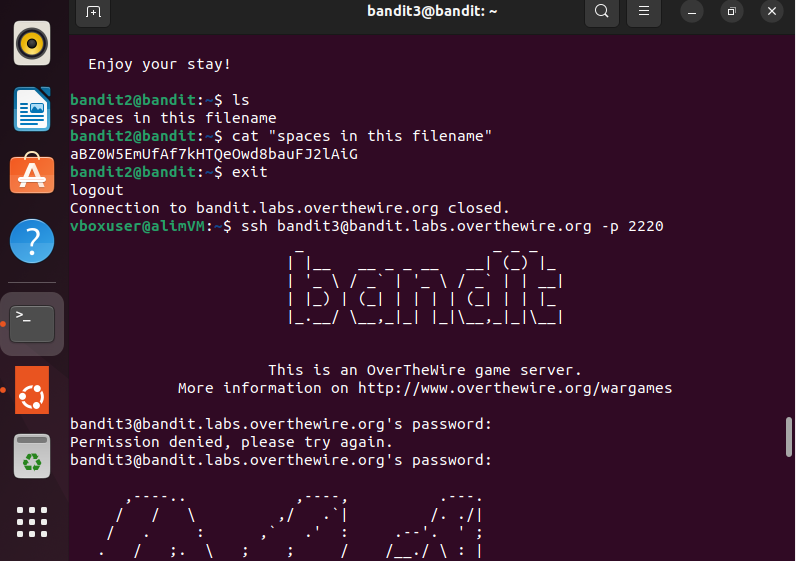 bandit3@bandit: ~
Enjoy your stay!
bandit2@bandit:~$ ls
spaces in this filename
bandit2@bandit:~$ cat "spaces in this filename"
aBZ0W5EmUfAf7kHTQeOwd8bauFJ2lAiG
bandit2@bandit:~$ exit
logout
Connection to bandit.labs.overthewire.org closed.
vboxuser@alimVM:~$ ssh bandit3@bandit.labs.overthewire.org -p 2220
bandit
This is an OverTheWire game server.
More information on http://www.overthewire.org/wargames
bandit3@bandit.labs.overthewire.org's password:
Permission denied, please try again.
bandit3@bandit.labs.overthewire.org's password: